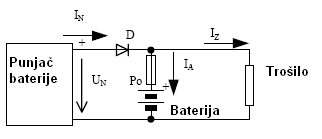 I_N
+
D
I_Z
Punjač
baterije
U_N
Po
+
I_A
Trošilo
Baterija